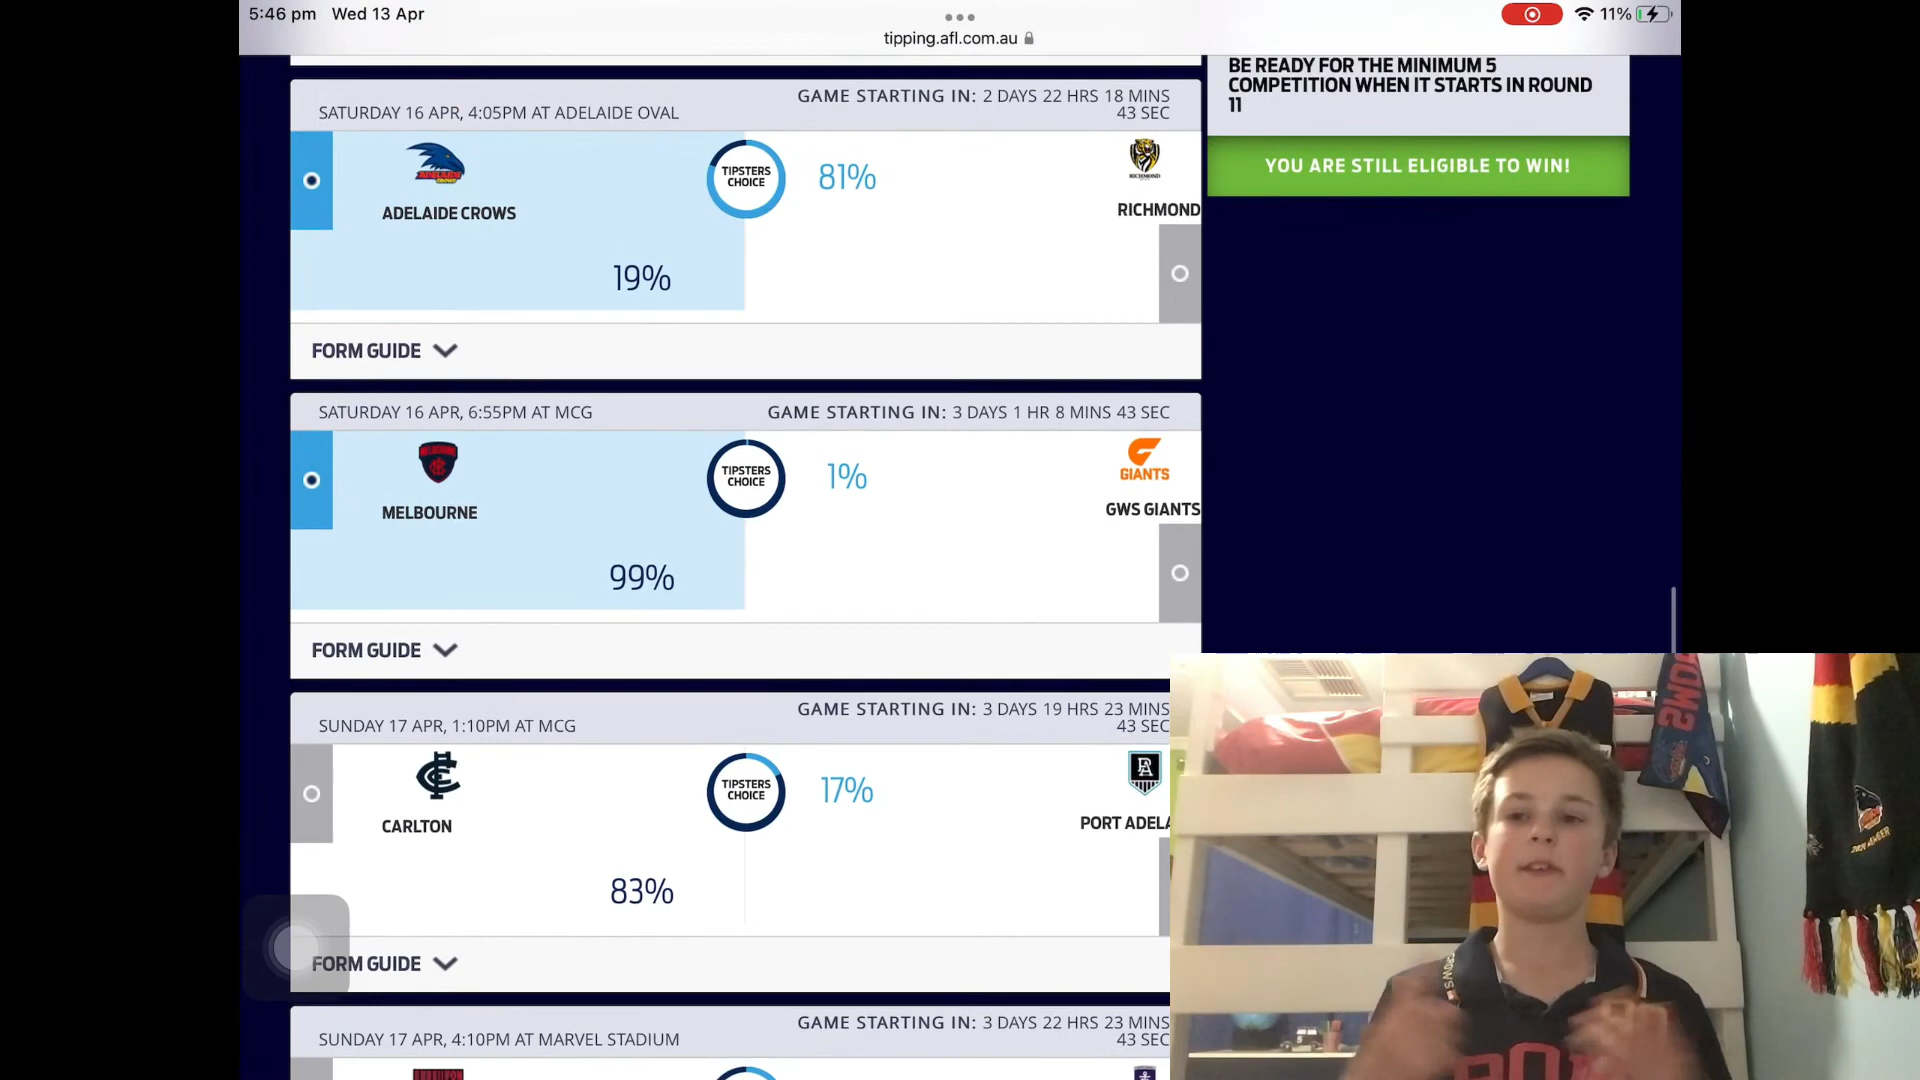 5:46 pm Wed 13 Apr
11%
tipping.afl.com.au
BE READY FOR THE MINIMUM 5
COMPETITION WHEN IT STARTS IN ROUND
11
YOU ARE STILL ELIGIBLE TO WIN!
SATURDAY 16 APR, 4:05PM AT ADELAIDE OVAL
GAME STARTING IN: 2 DAYS 22 HRS 18 MINS
43 SEC
ADELAIDE CROWS
TIPSTERS
CHOICE
81%
RICHMOND
RICHMOND
19%
FORM GUIDE
SATURDAY 16 APR, 6:55PM AT MCG
GAME STARTING IN: 3 DAYS 1 HR 8 MINS 43 SEC
MELBOURNE
MELBOURNE
TIPSTERS
CHOICE
1%
GIANTS
GWS GIANTS
99%
FORM GUIDE
SUNDAY 17 APR, 1:10PM AT MCG
GAME STARTING IN: 3 DAYS 19 HRS 23 MINS
43 SEC
CARLTON
TIPSTERS
CHOICE
17%
PA
PORT ADELA
83%
FORM GUIDE
SUNDAY 17 APR, 4:10PM AT MARVEL STADIUM
GAME STARTING IN: 3 DAYS 22 HRS 23 MINS
43 SEC
CROWS